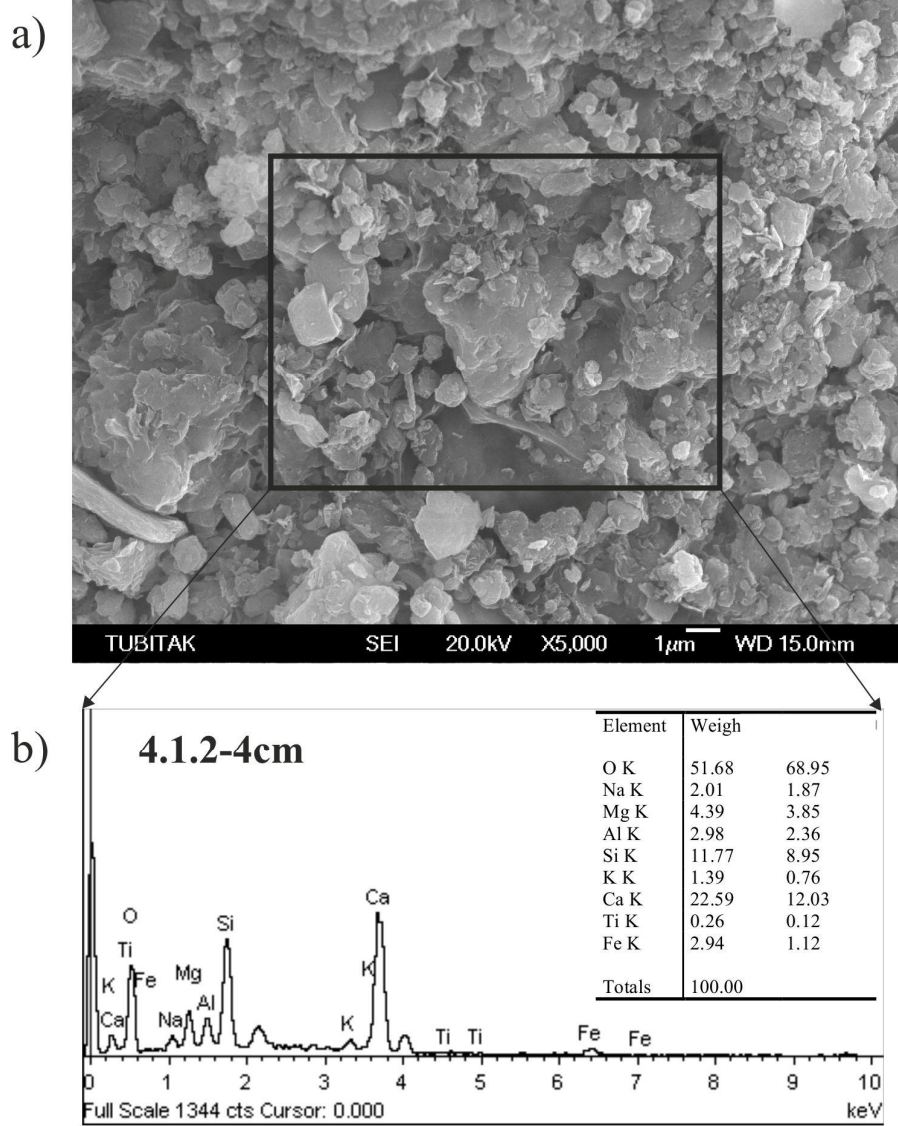 a)
TUBITAK SEI 20.0kV X5,000 1µm WD 15.0mm
b)
4.1.2-4cm
Element Weigh
O K 51.68 68.95
Na K 2.01 1.87
Mg K 4.39 3.85
Al K 2.98 2.36
Si K 11.77 8.95
K K 1.39 0.76
Ca K 22.59 12.03
Ti K 0.26 0.12
Fe K 2.94 1.12
Totals 100.00
Ca
O
Si
Ti
Fe
Mg
K
K
Al
Ca
Na
K
Ti
Ti
Fe
Fe
0 1 2 3 4 5 6 7 8 9 10
Full Scale 1344 cts Cursor: 0.000 keV